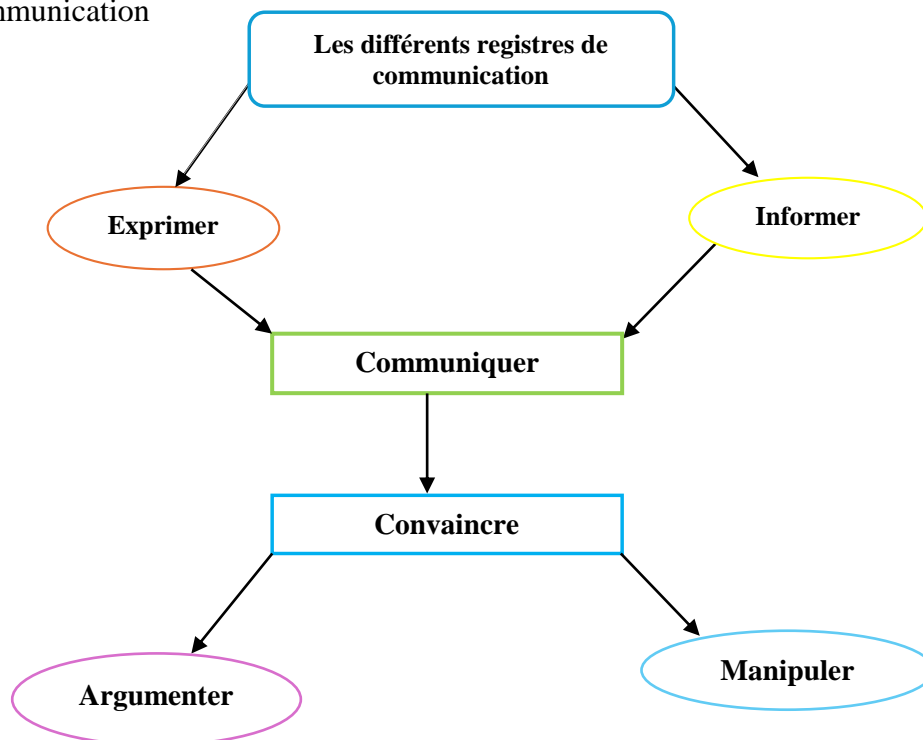 Les différents registres de
communication
Exprimer
Informer
Communiquer
Convaincre
Argumenter
Manipuler